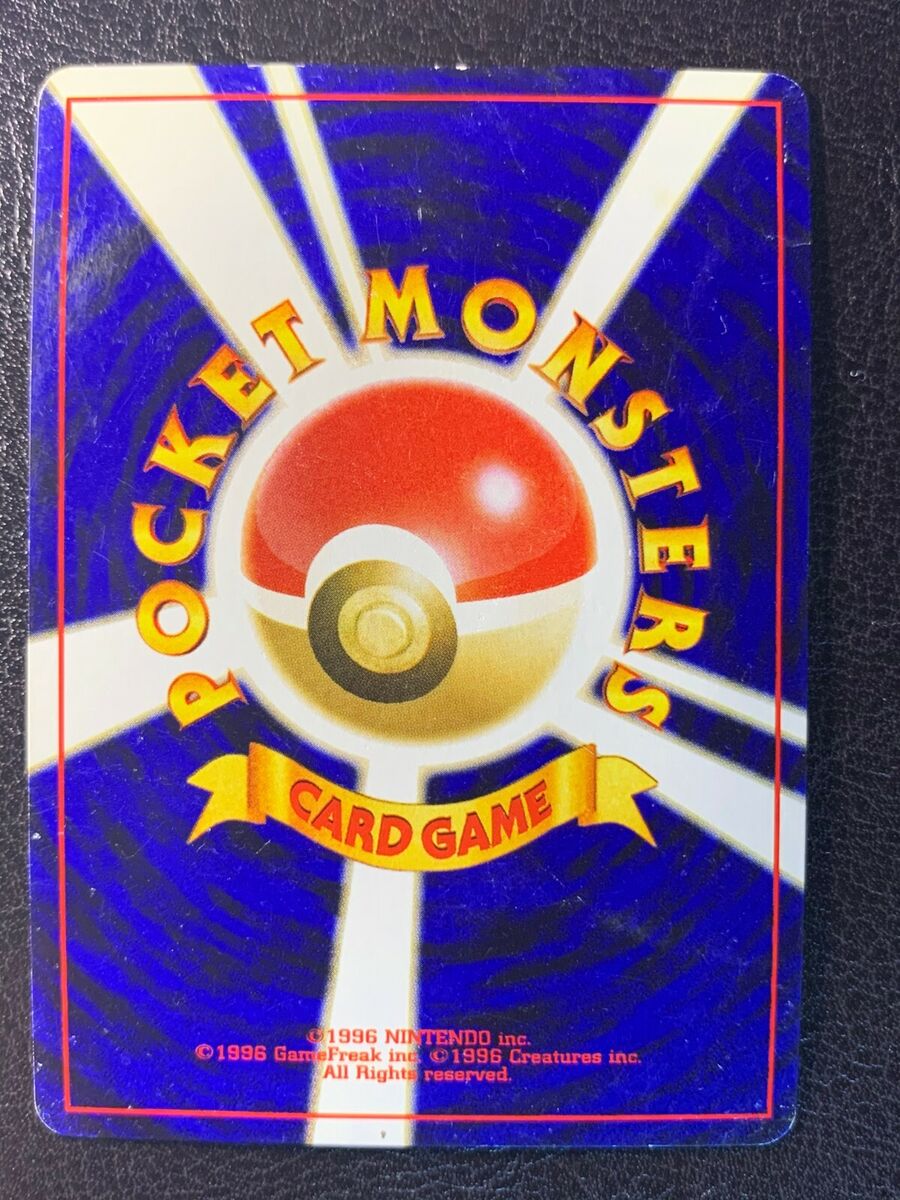 POCKET MONSTERS
CARD GAME
©1996 NINTENDO inc.
©1996 GameFreak inc. ©1996 Creatures inc.
All Rights reserved.